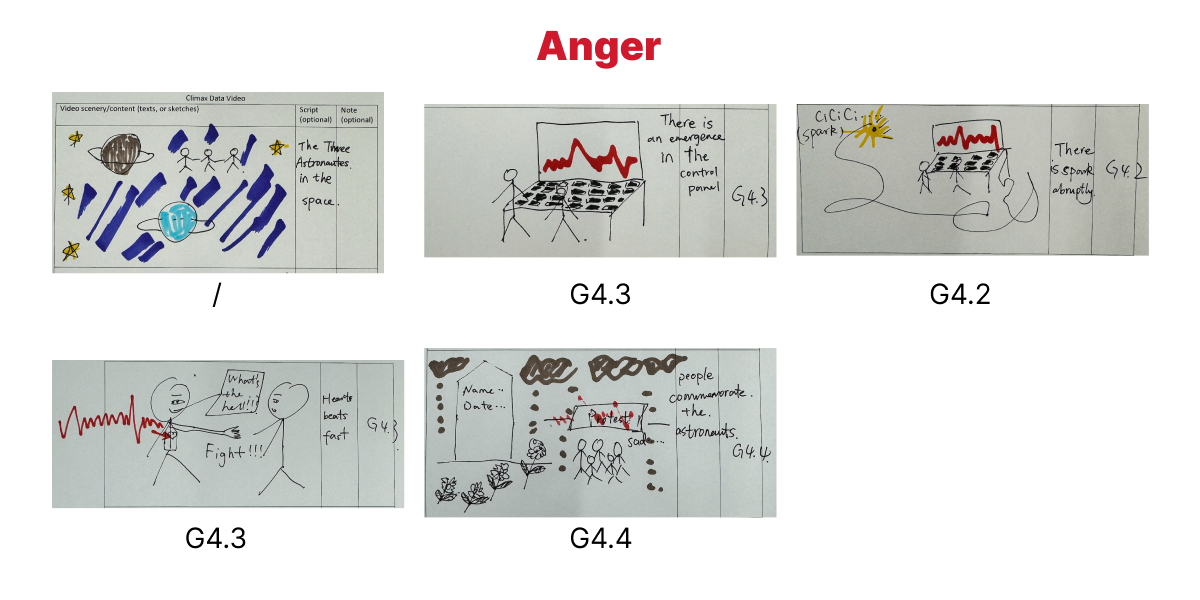 Anger
Climax Data Video
Video scenery/content (texts, or sketches)
Script
(optional)
Note
(optional)
The Three
Astronautes
in the
space.
/
There is
an emergence
in the
control
pannel
G4.3
G4.3
CiCiCi
(spark)
There
is spark
abruptly.
G4.2
G4.2
What's
the
hell!!!
Fight!!!
Hearts
beats
fast
G4.3
G4.3
Name..
Date...
Protest!
sad...
people
commemorate.
the.
astronauts.
G4.4
G4.4